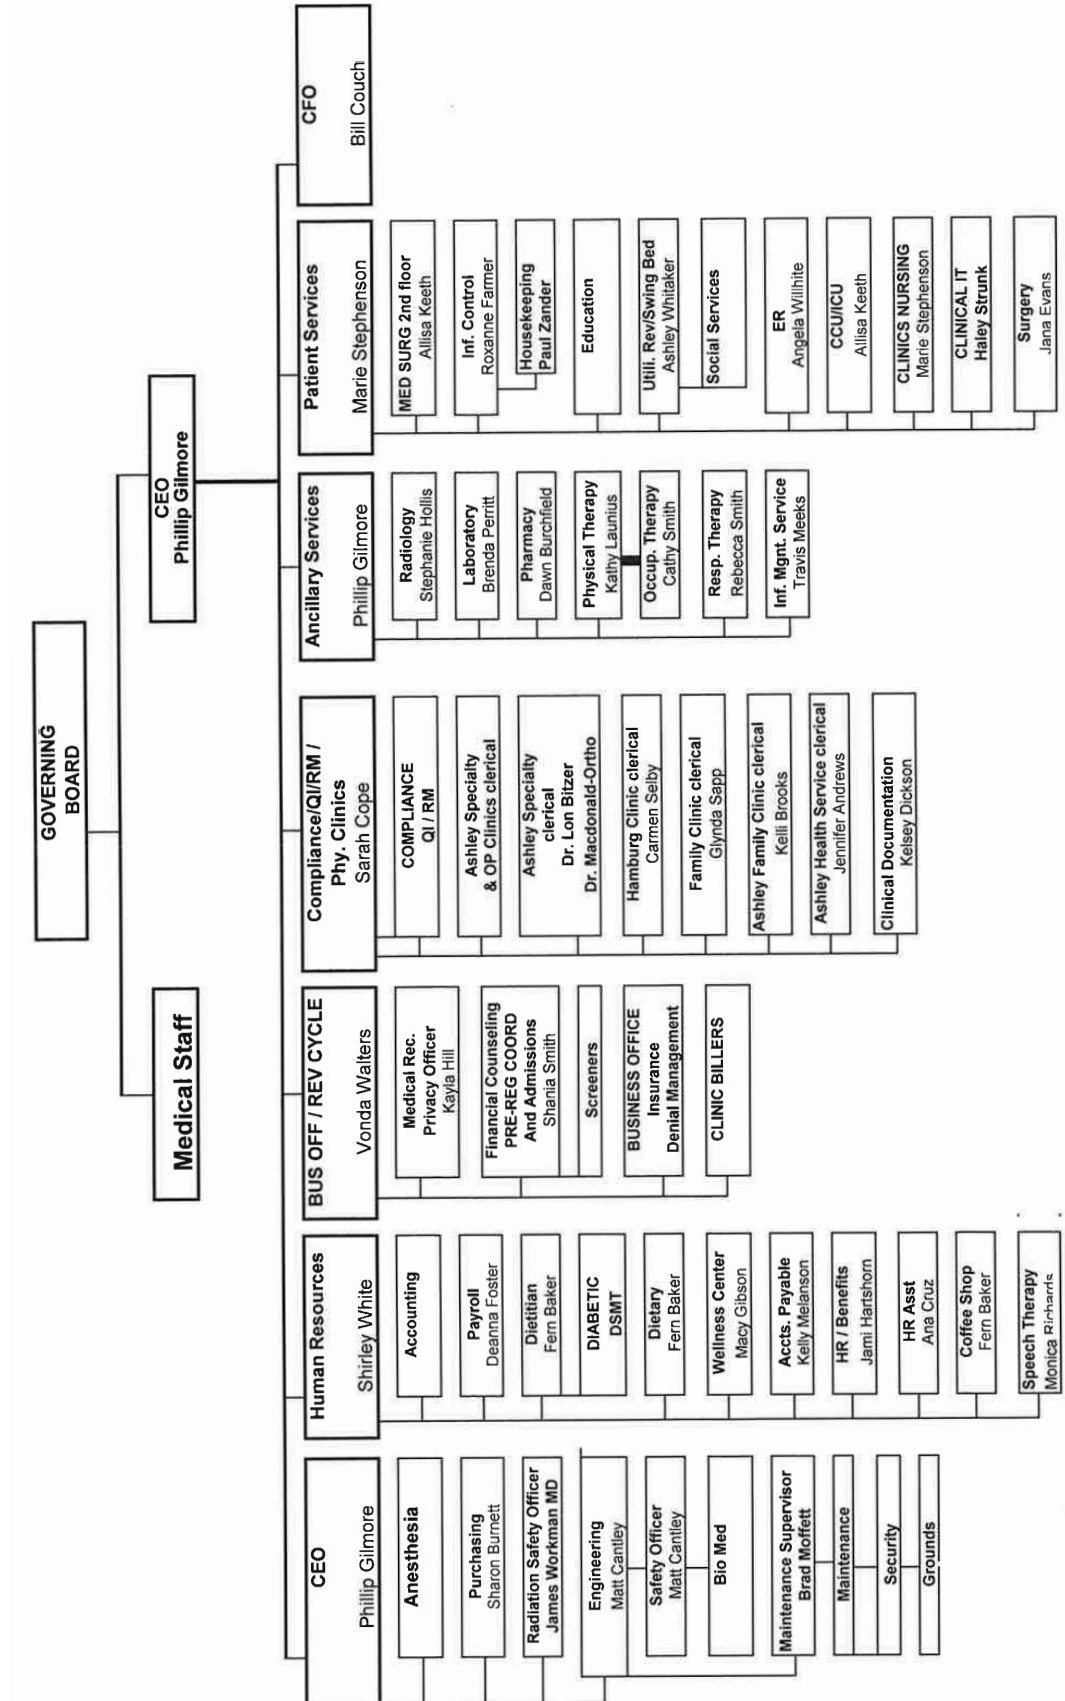 GOVERNING
BOARD
Medical Staff
CEO
Phillip Gilmore
CEO
Phillip Gilmore
Anesthesia
Purchasing
Sharon Burnett
Radiation Safety Officer
James Workman MD
Engineering
Matt Cantley
Safety Officer
Matt Cantley
Bio Med
Maintenance Supervisor
Brad Moffett
Maintenance
Security
Grounds
Human Resources
Shirley White
Accounting
Payroll
Deanna Foster
Dietitian
Fern Baker
DIABETIC
DSMT
Dietary
Fern Baker
Wellness Center
Macy Gibson
Accts. Payable
Kelly Melanson
HR / Benefits
Jami Hartshorn
HR Asst
Ana Cruz
Coffee Shop
Fern Baker
Speech Therapy
Monica Richards
BUS OFF / REV CYCLE
Vonda Walters
Medical Rec.
Privacy Officer
Kayla Hill
Financial Counseling
PRE-REG COORD
And Admissions
Shania Smith
Screeners
BUSINESS OFFICE
Insurance
Denial Management
CLINIC BILLERS
Compliance/QI/RM /
Phy. Clinics
Sarah Cope
COMPLIANCE
QI / RM
Ashley Specialty
& OP Clinics clerical
Ashley Specialty
clerical
Dr. Lon Bitzer
Dr. Macdonald-Ortho
Hamburg Clinic clerical
Carmen Selby
Family Clinic clerical
Glynda Sapp
Ashley Family Clinic clerical
Kelli Brooks
Ashley Health Service clerical
Jennifer Andrews
Clinical Documentation
Kelsey Dickson
Ancillary Services
Phillip Gilmore
Radiology
Stephanie Hollis
Laboratory
Brenda Perritt
Pharmacy
Dawn Burchfield
Physical Therapy
Kathy Launius
Occup. Therapy
Cathy Smith
Resp. Therapy
Rebecca Smith
Inf. Mgnt. Service
Travis Meeks
Patient Services
Marie Stephenson
MED SURG 2nd floor
Allisa Keeth
Inf. Control
Roxanne Farmer
Housekeeping
Paul Zander
Education
Utili. Rev/Swing Bed
Ashley Whitaker
Social Services
ER
Angela Willhite
CCU/ICU
Allisa Keeth
CLINICS NURSING
Marie Stephenson
CLINICAL IT
Haley Strunk
Surgery
Jana Evans
CFO
Bill Couch